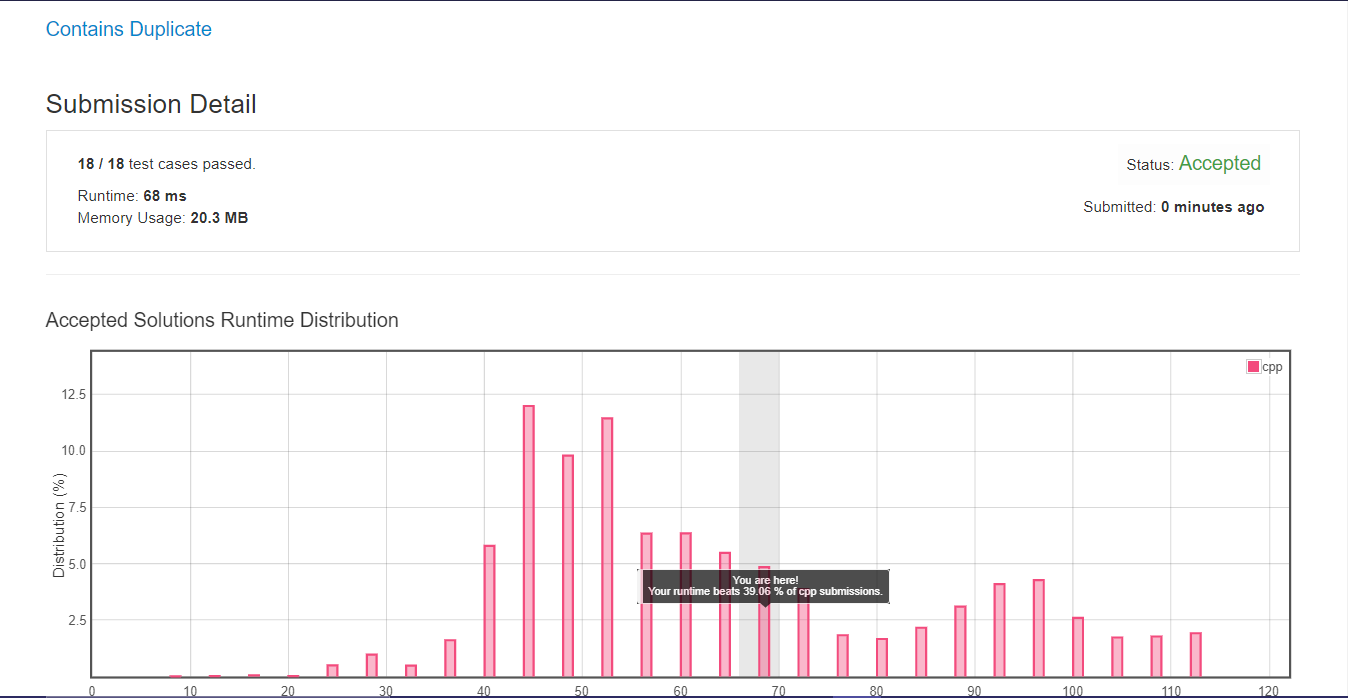 Contains Duplicate
Submission Detail
18 / 18 test cases passed.
Status: Accepted
Runtime: 68 ms
Submitted: 0 minutes ago
Memory Usage: 20.3 MB
Accepted Solutions Runtime Distribution
cpp
12.5
10.0
7.5
5.0
2.5
Distribution (%)
You are here!
Your runtime beats 39.06 % of cpp submissions.
0 10 20 30 40 50 60 70 80 90 100 110 120